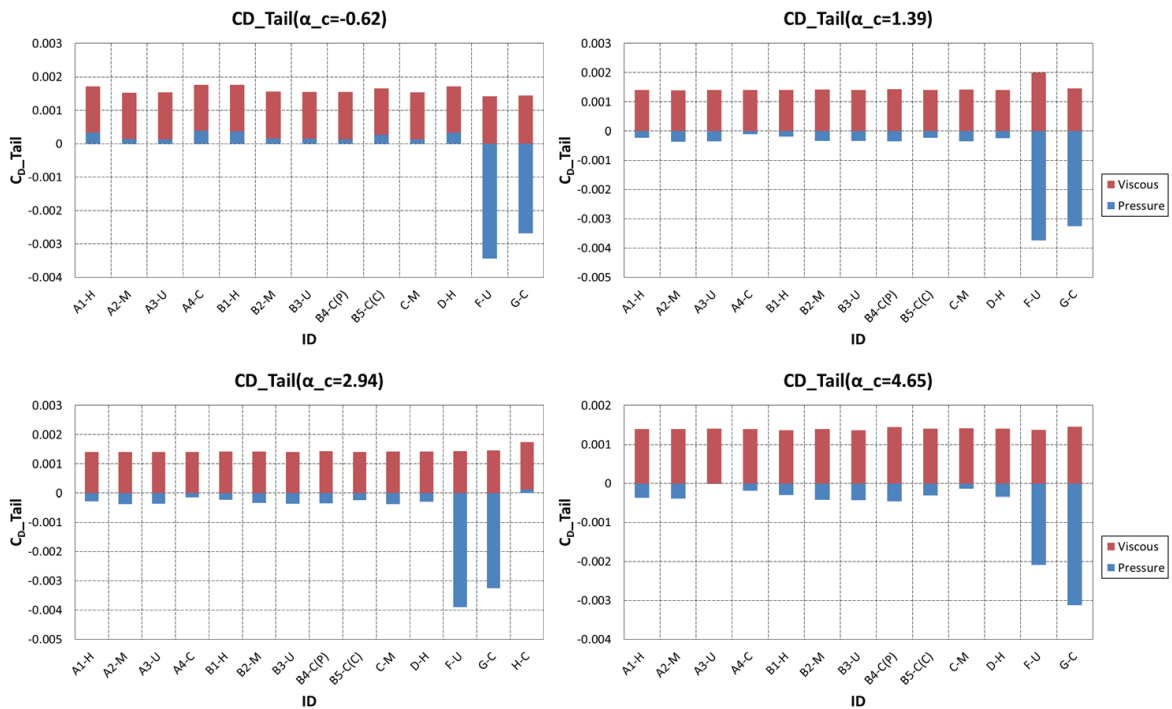 CD_Tail(α_c=-0.62)
0.003
0.002
0.001
0
-0.001
-0.002
-0.003
-0.004
C_D_Tail
A1-H A2-M A3-U A4-C B1-H B2-M B3-U B4-C(P) B5-C(C) C-M D-H F-U G-C
ID
CD_Tail(α_c=1.39)
0.003
0.002
0.001
0
-0.001
-0.002
-0.003
-0.004
-0.005
C_D_Tail
A1-H A2-M A3-U A4-C B1-H B2-M B3-U B4-C(P) B5-C(C) C-M D-H F-U G-C
ID
Viscous
Pressure
CD_Tail(α_c=2.94)
0.003
0.002
0.001
0
-0.001
-0.002
-0.003
-0.004
-0.005
C_D_Tail
A1-H A2-M A3-U A4-C B1-H B2-M B3-U B4-C(P) B5-C(C) C-M D-H F-U G-C H-C
ID
CD_Tail(α_c=4.65)
0.002
0.001
0
-0.001
-0.002
-0.003
-0.004
C_D_Tail
A1-H A2-M A3-U A4-C B1-H B2-M B3-U B4-C(P) B5-C(C) C-M D-H F-U G-C
ID
Viscous
Pressure